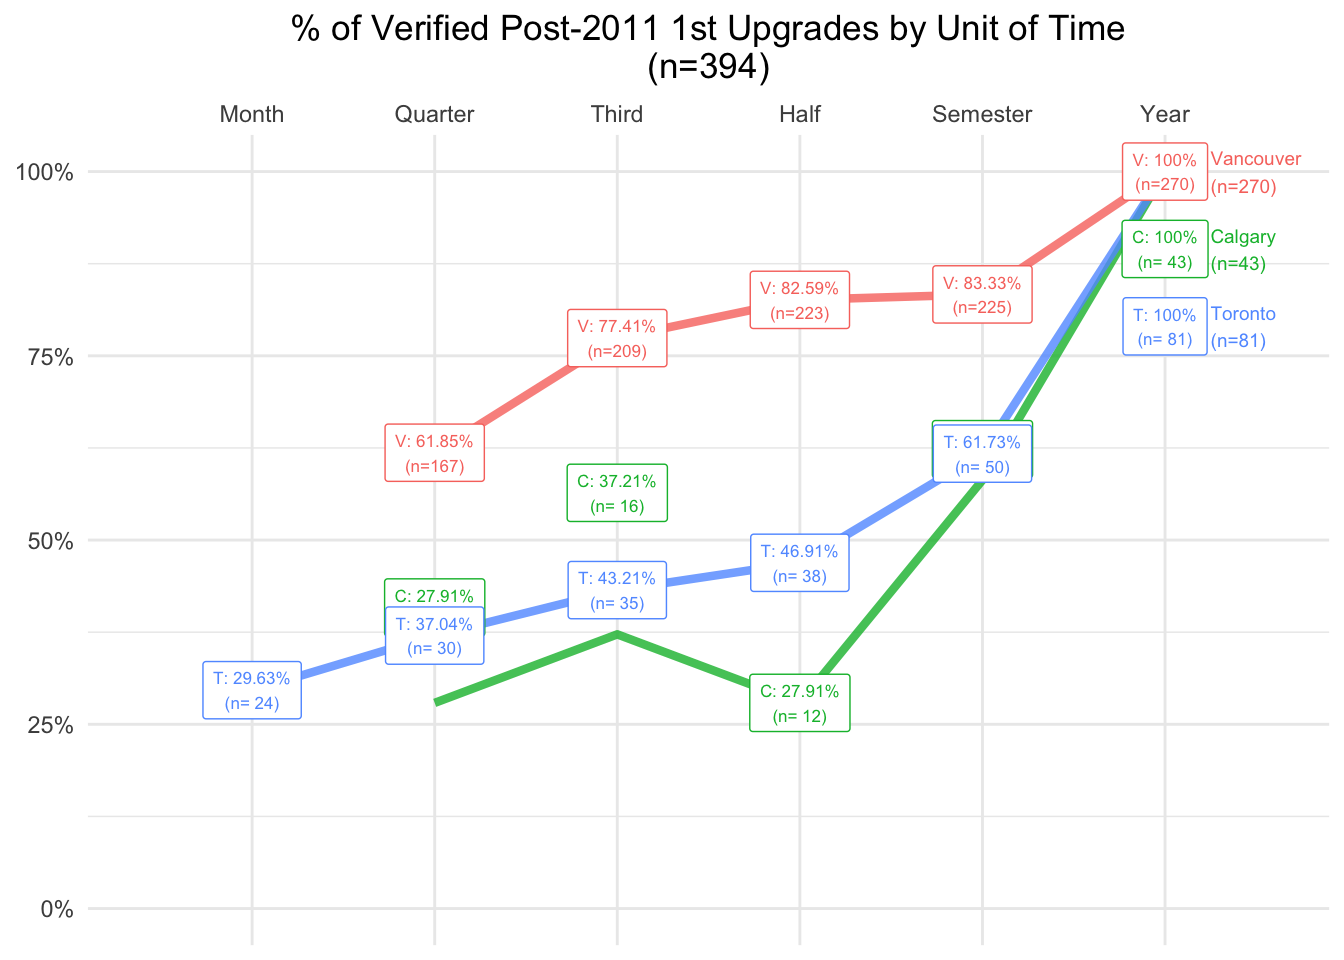 % of Verified Post-2011 1st Upgrades by Unit of Time
(n=394)
Month Quarter Third Half Semester Year
100%
75%
50%
25%
0%
V: 100%
(n=270)
Vancouver
(n=270)
C: 100%
(n= 43)
Calgary
(n=43)
T: 100%
(n= 81)
Toronto
(n=81)
V: 61.85%
(n=167)
V: 77.41%
(n=209)
V: 82.59%
(n=223)
V: 83.33%
(n=225)
C: 27.91%
C: 37.21%
(n= 16)
C: 27.91%
(n= 12)
T: 29.63%
(n= 24)
T: 37.04%
(n= 30)
T: 43.21%
(n= 35)
T: 46.91%
(n= 38)
T: 61.73%
(n= 50)